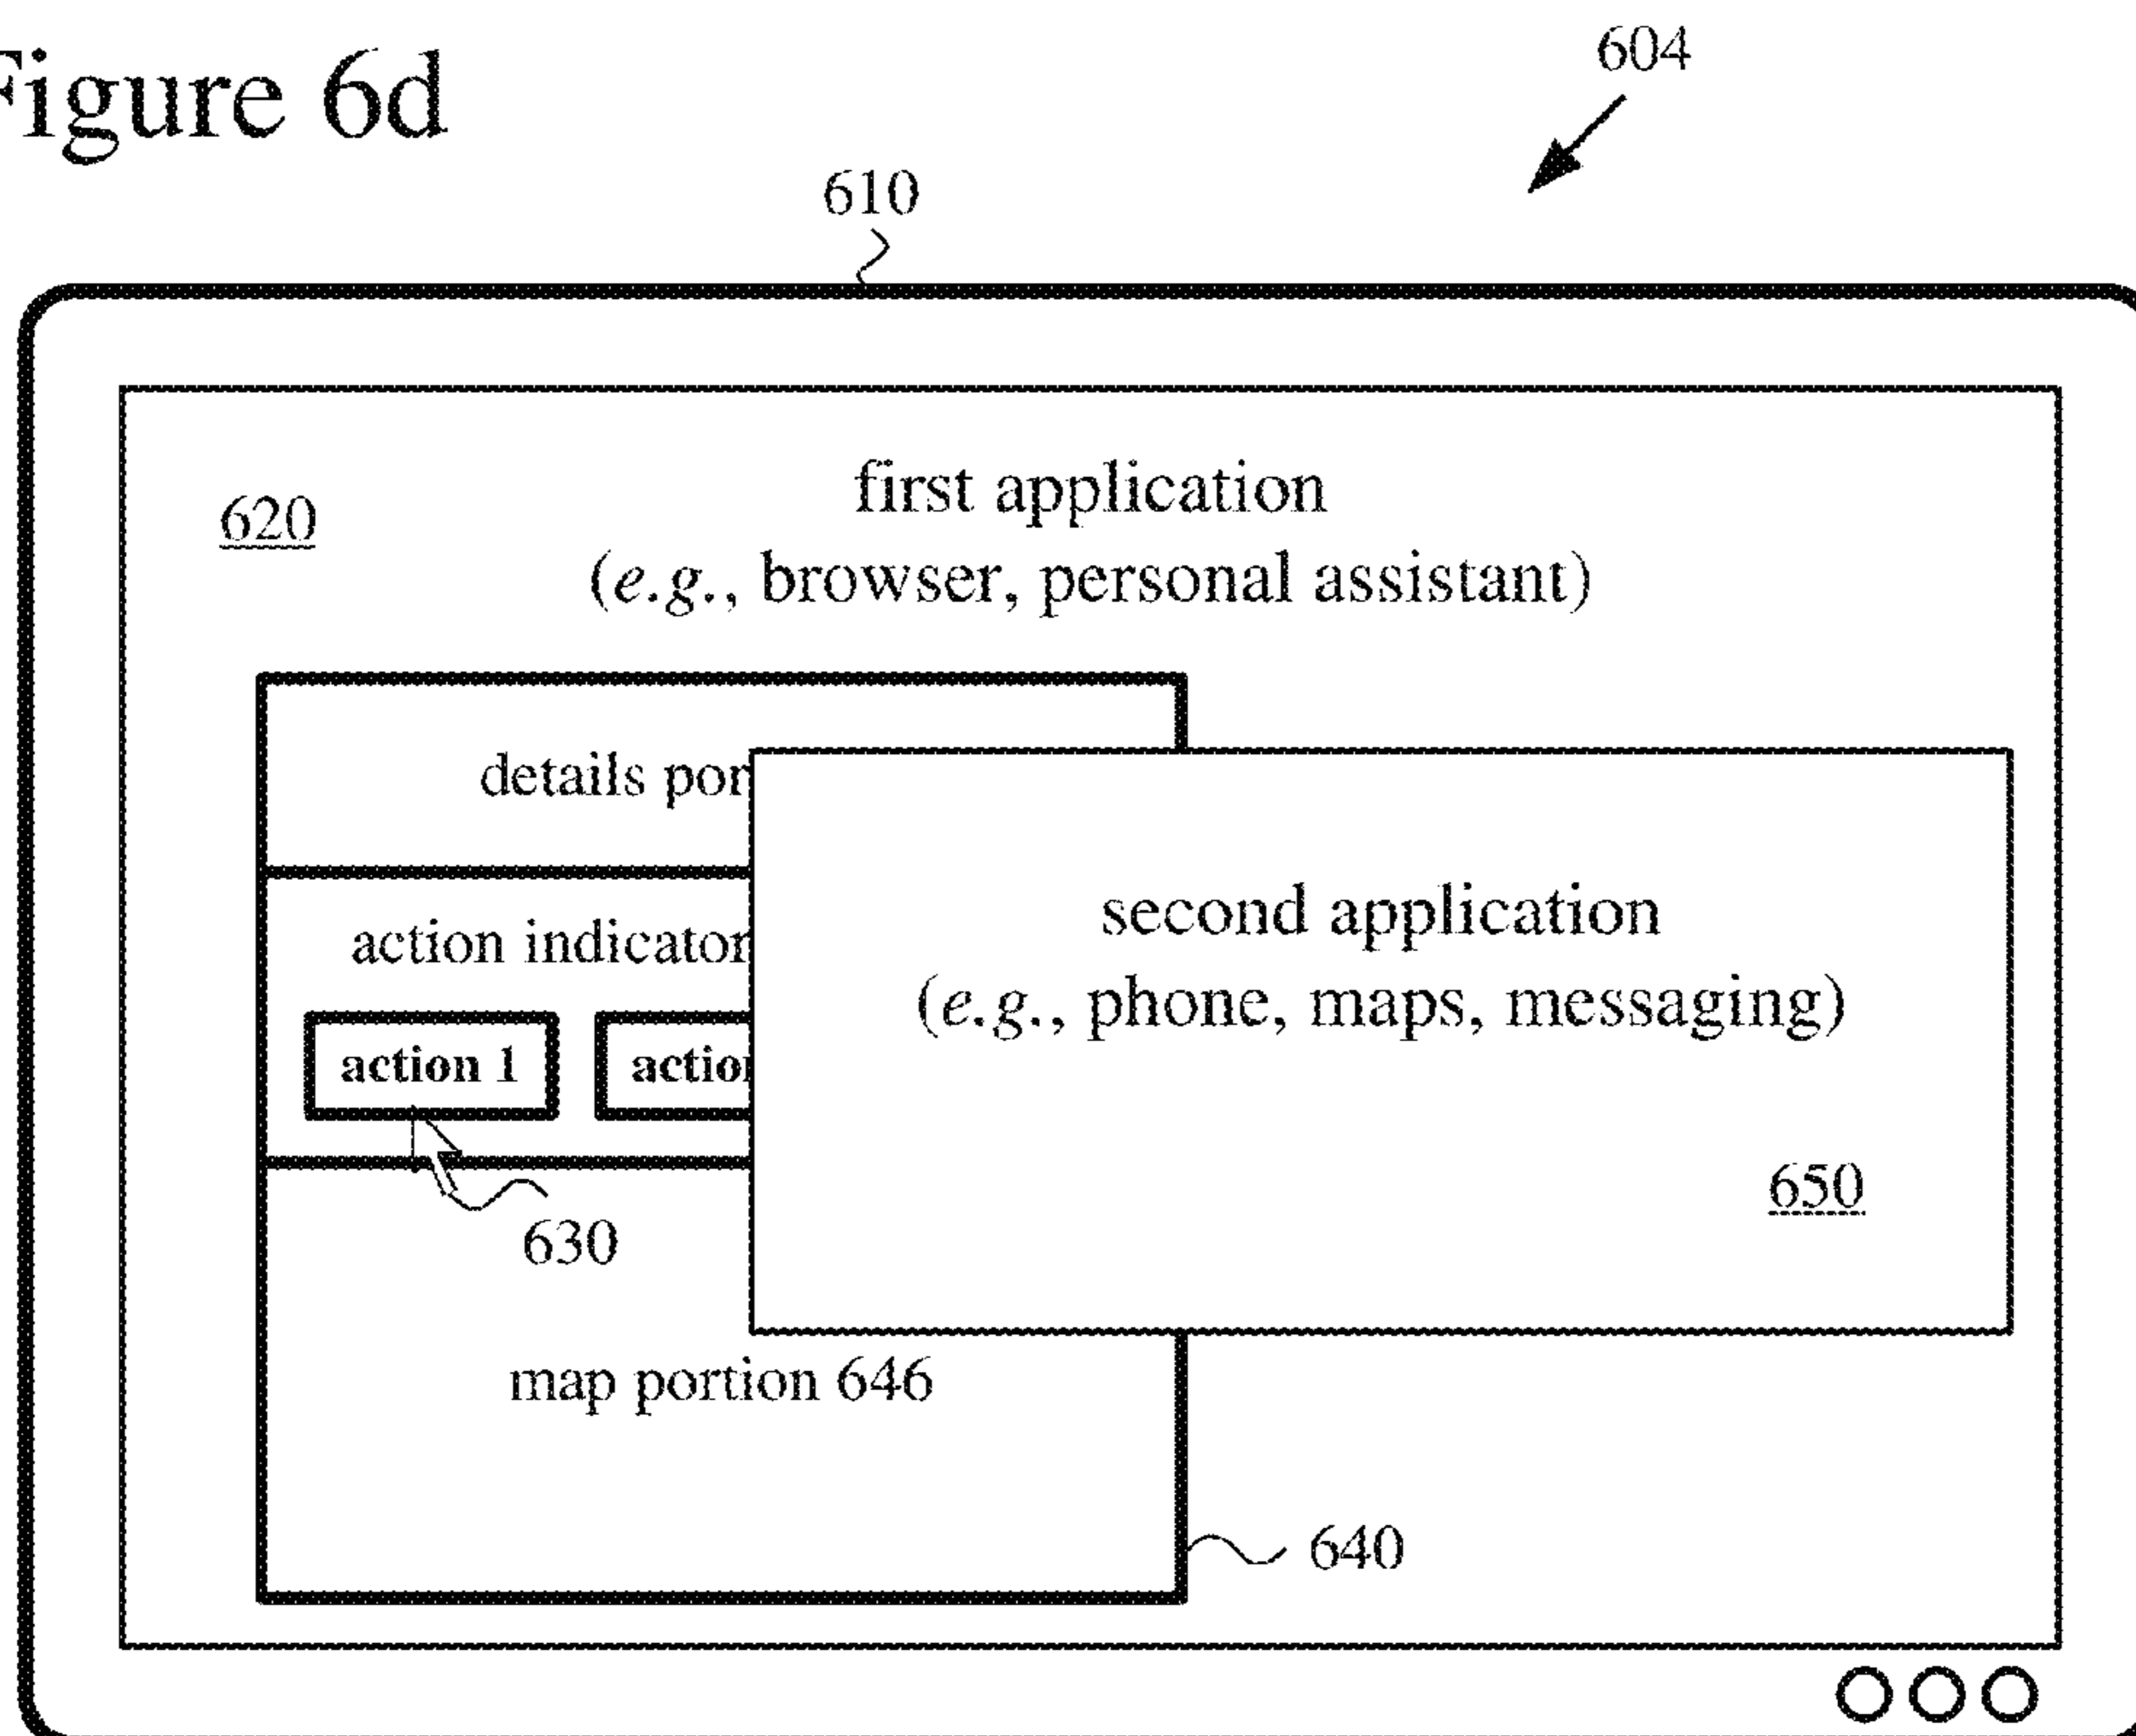 Figure 6d
604
610
620
first application
(e.g., browser, personal assistant)
details por
action indicator
action 1
actio
second application
(e.g., phone, maps, messaging)
650
630
map portion 646
640